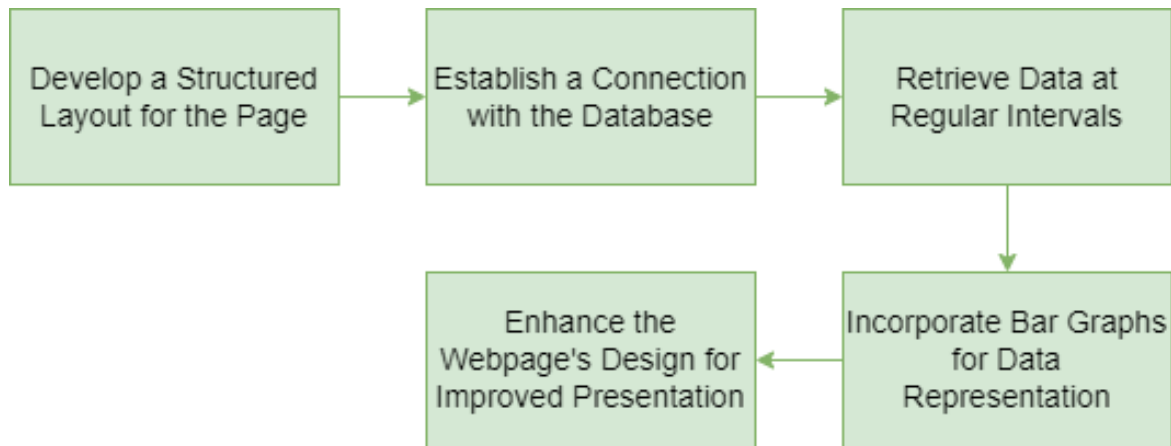 Develop a Structured
Layout for the Page
Establish a Connection
with the Database
Retrieve Data at
Regular Intervals
Incorporate Bar Graphs
for Data
Representation
Enhance the
Webpage's Design for
Improved Presentation